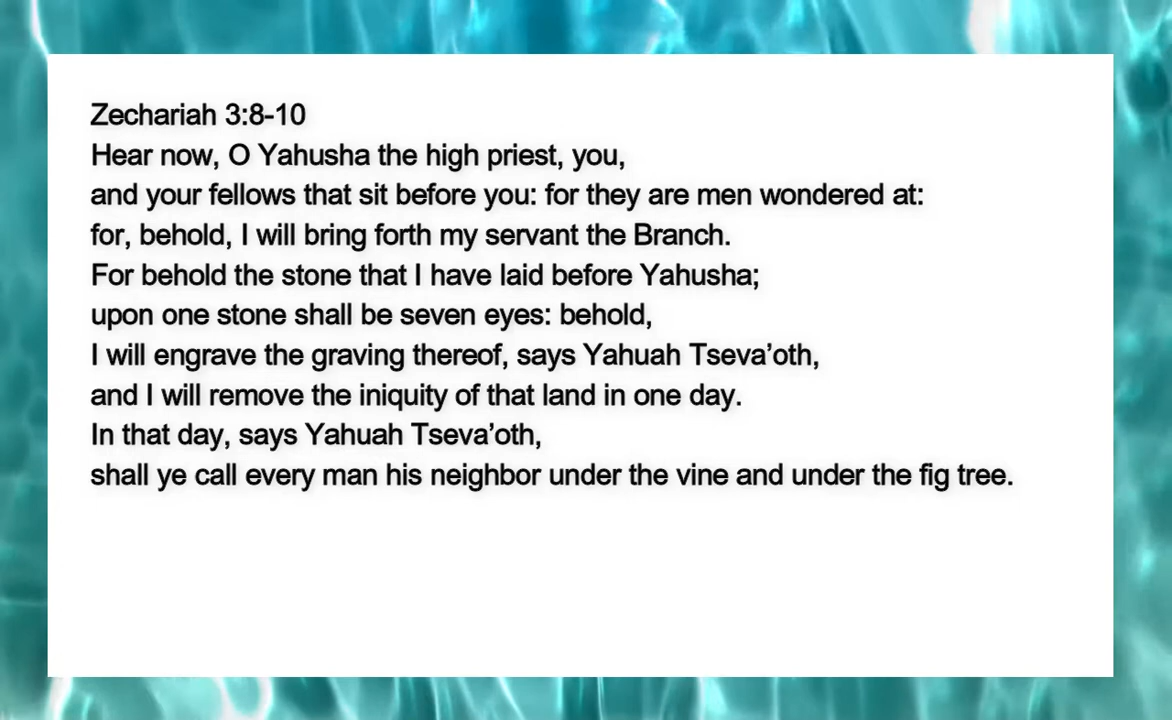 Zechariah 3:8-10
Hear now, O Yahusha the high priest, you,
and your fellows that sit before you: for they are men wondered at:
for, behold, I will bring forth my servant the Branch.
For behold the stone that I have laid before Yahusha;
upon one stone shall be seven eyes: behold,
I will engrave the graving thereof, says Yahuah Tseva’oth,
and I will remove the iniquity of that land in one day.
In that day, says Yahuah Tseva’oth,
shall ye call every man his neighbor under the vine and under the fig tree.